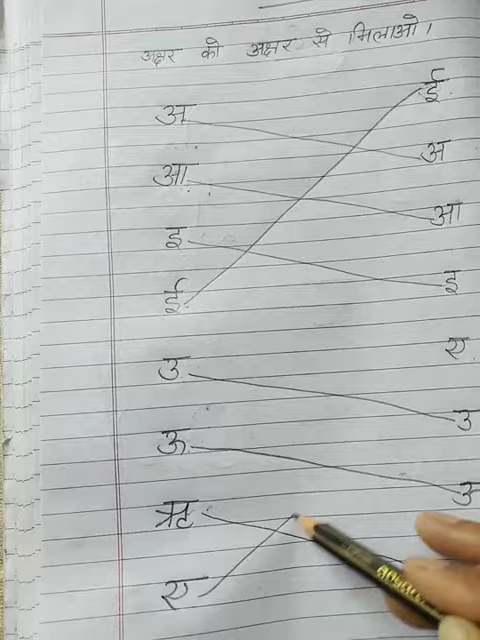 अक्षर को अक्षर से मिलाओ।
ई
अ अ
आ आ
इ इ
ई
ए
उ उ
ऊ
ऋ
ए